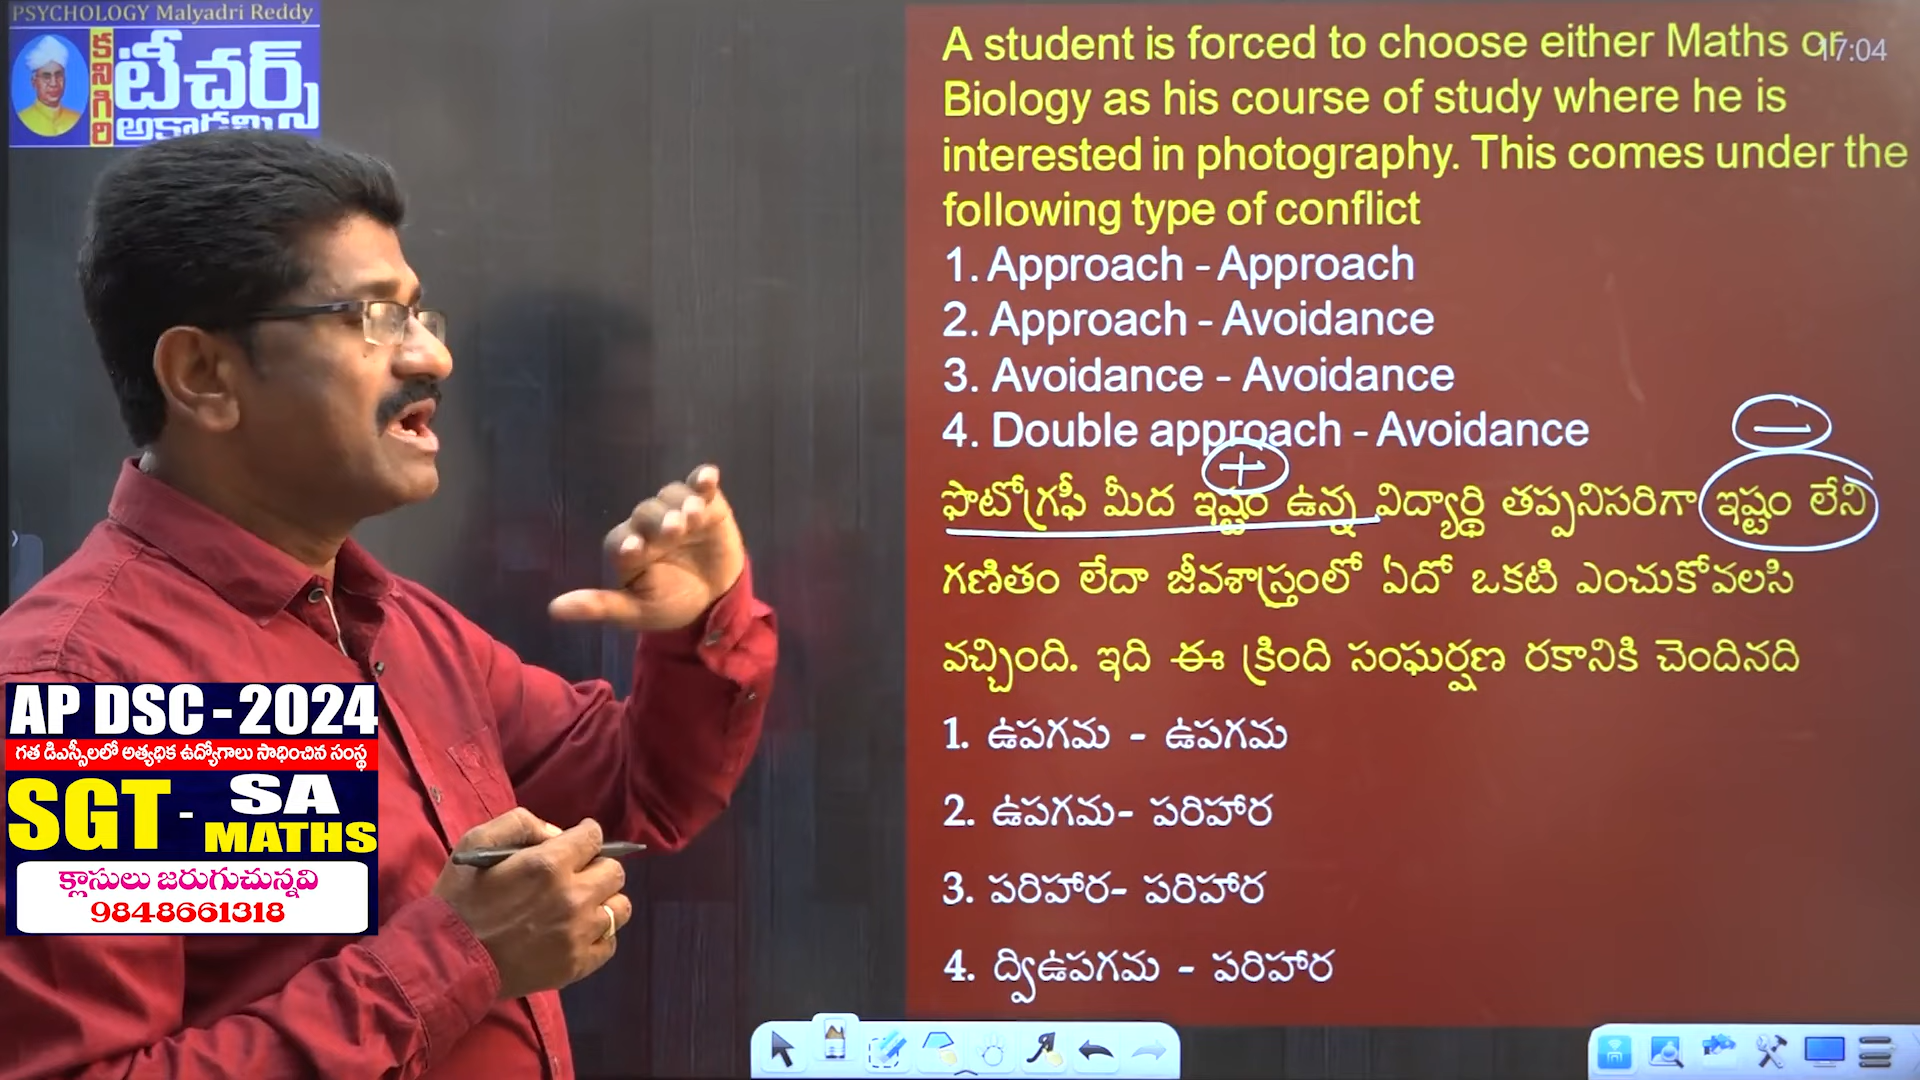 PSYCHOLOGY Malyadri Reddy
కనిగిరి
టీచర్స్
అకాడమి
A student is forced to choose either Maths or
17:04
Biology as his course of study where he is
interested in photography. This comes under the
following type of conflict
1. Approach - Approach
2. Approach - Avoidance
3. Avoidance - Avoidance
4. Double approach - Avoidance
ఫొటోగ్రఫీ మీద ఇష్టం ఉన్న విద్యార్థి తప్పనిసరిగా ఇష్టం లేని
గణితం లేదా జీవశాస్త్రంలో ఏదో ఒకటి ఎంచుకోవలసి
వచ్చింది. ఇది ఈ క్రింది సంఘర్షణ రకానికి చెందినది
1. ఉపగమ - ఉపగమ
2. ఉపగమ- పరిహార
3. పరిహార- పరిహార
4. ద్విఉపగమ - పరిహార
AP DSC - 2024
గత డిఎస్సీలలో అత్యధిక ఉద్యోగాలు సాధించిన సంస్థ
SGT - SA
MATHS
క్లాసులు జరుగుచున్నవి
9848661318